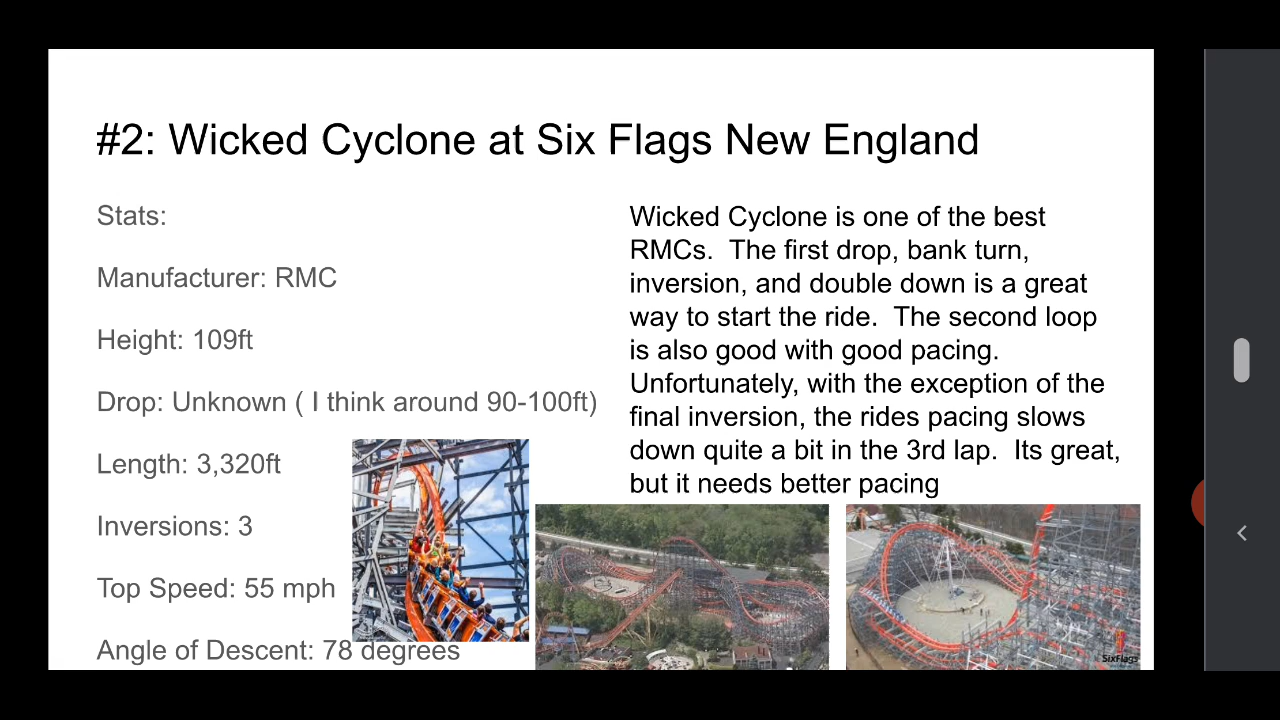 #2: Wicked Cyclone at Six Flags New England
Stats:
Manufacturer: RMC
Height: 109ft
Drop: Unknown ( I think around 90-100ft)
Length: 3,320ft
Inversions: 3
Top Speed: 55 mph
Angle of Descent: 78 degrees
Wicked Cyclone is one of the best
RMCs.  The first drop, bank turn,
inversion, and double down is a great
way to start the ride.  The second loop
is also good with good pacing.
Unfortunately, with the exception of the
final inversion, the rides pacing slows
down quite a bit in the 3rd lap.  Its great,
but it needs better pacing
SixFlags